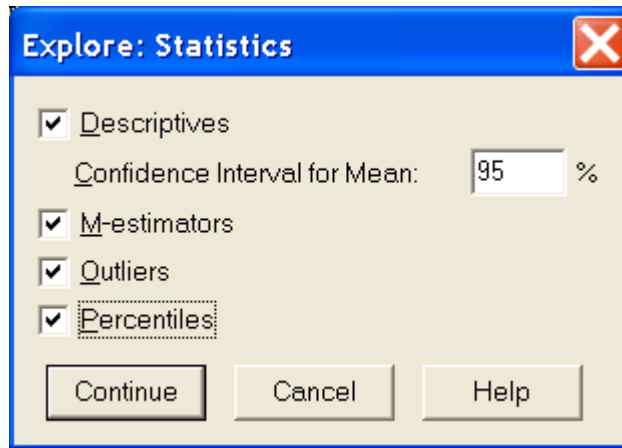 Explore: Statistics
Descriptives
Confidence Interval for Mean: 95 %
M-estimators
Outliers
Percentiles
Continue Cancel Help